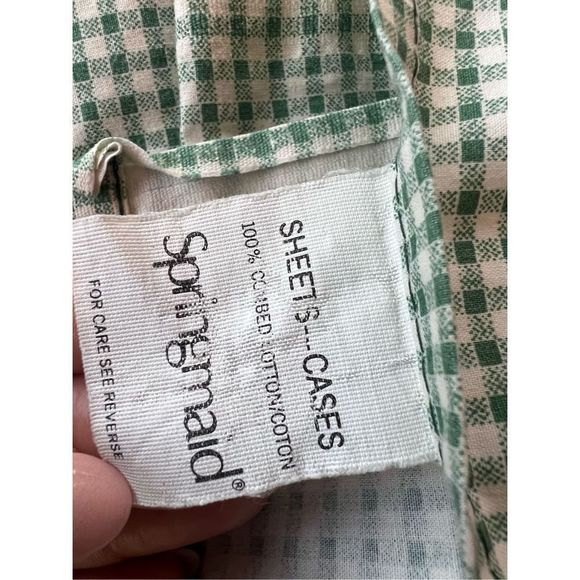 SHEETS---CASES
100% COMBED COTTON/COTON
Springmaid®
FOR CARE SEE REVERSE